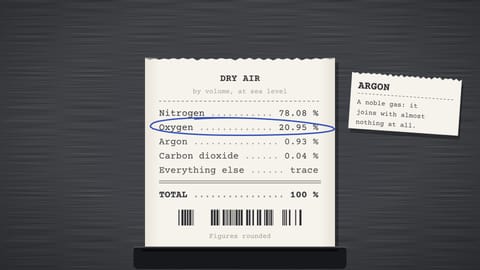 DRY AIR
by volume, at sea level
Nitrogen .......... 78.08 %
Oxygen ............ 20.95 %
Argon .............. 0.93 %
Carbon dioxide ...... 0.04 %
Everything else ..... trace
TOTAL ............. 100 %
Figures rounded
ARGON
A noble gas: it
joins with almost
nothing at all.